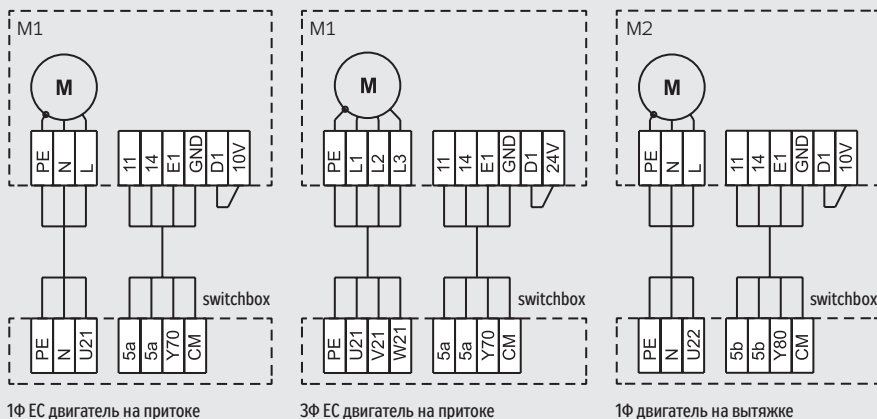 M1 M1 M2
M M M
PE N L 11 14 E1 GND D1 10V PE L1 L2 L3 11 14 E1 GND D1 24V PE N L 11 14 E1 GND D1 10V
switchbox switchbox switchbox
PE N U21 5a 5a Y70 CM PE U21 V21 W21 5a 5a Y70 CM PE N U22 5b 5b Y80 CM
1Ф ЕС двигатель на притоке 3Ф ЕС двигатель на притоке 1Ф двигатель на вытяжке